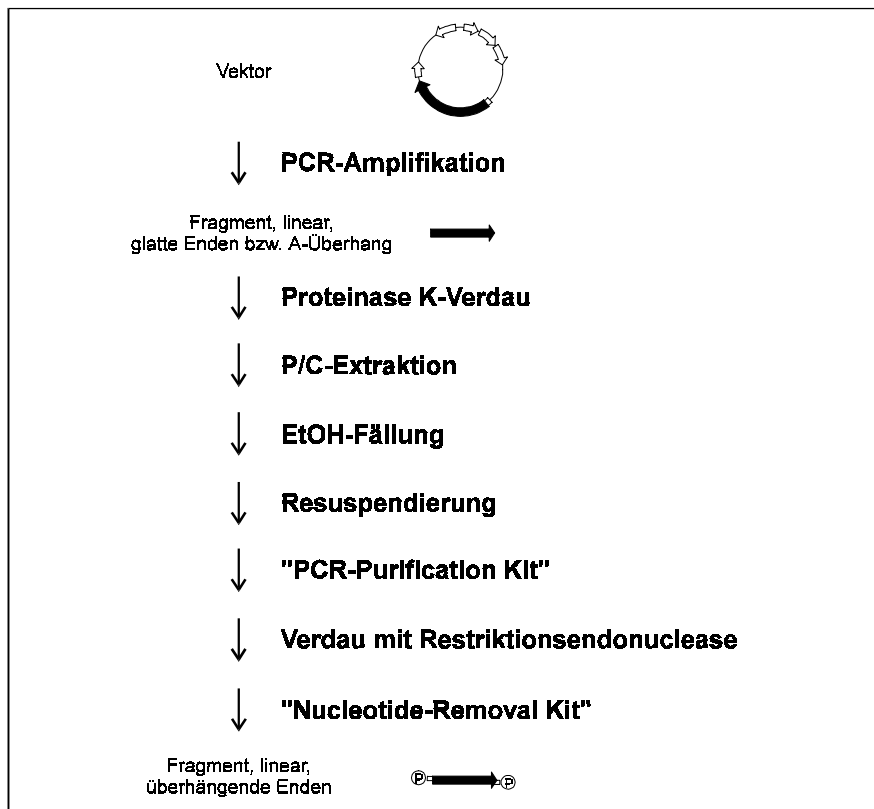 Vektor
PCR-Amplifikation
Fragment, linear,
glatte Enden bzw. A-Überhang
Proteinase K-Verdau
P/C-Extraktion
EtOH-Fällung
Resuspendierung
"PCR-Purification Kit"
Verdau mit Restriktionsendonuclease
"Nucleotide-Removal Kit"
Fragment, linear,
überhängende Enden
P P